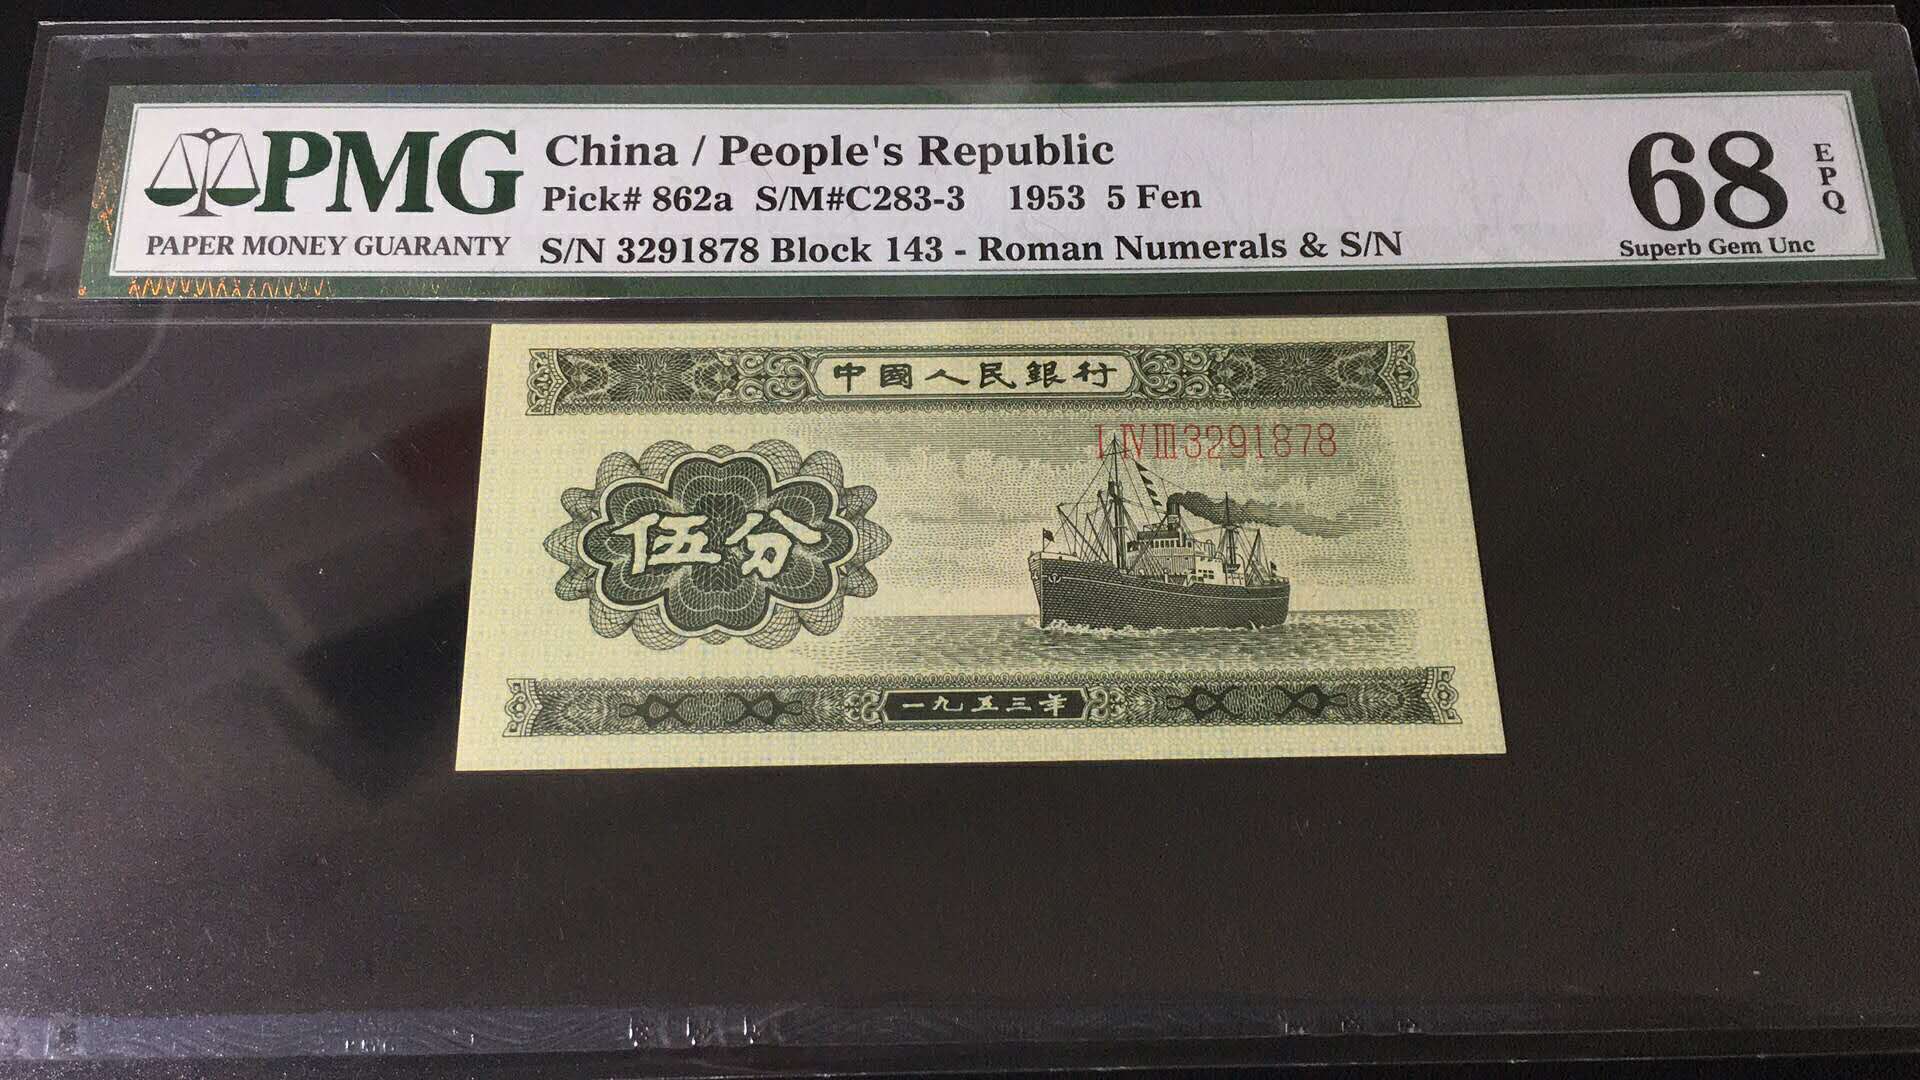 PMG
PAPER MONEY GUARANTY
China / People's Republic
Pick# 862a S/M#C283-3 1953 5 Fen
S/N 3291878 Block 143 - Roman Numerals & S/N
68
EPQ
Superb Gem Unc
中國人民銀行
I IV III 3291878
伍分
一九五三年